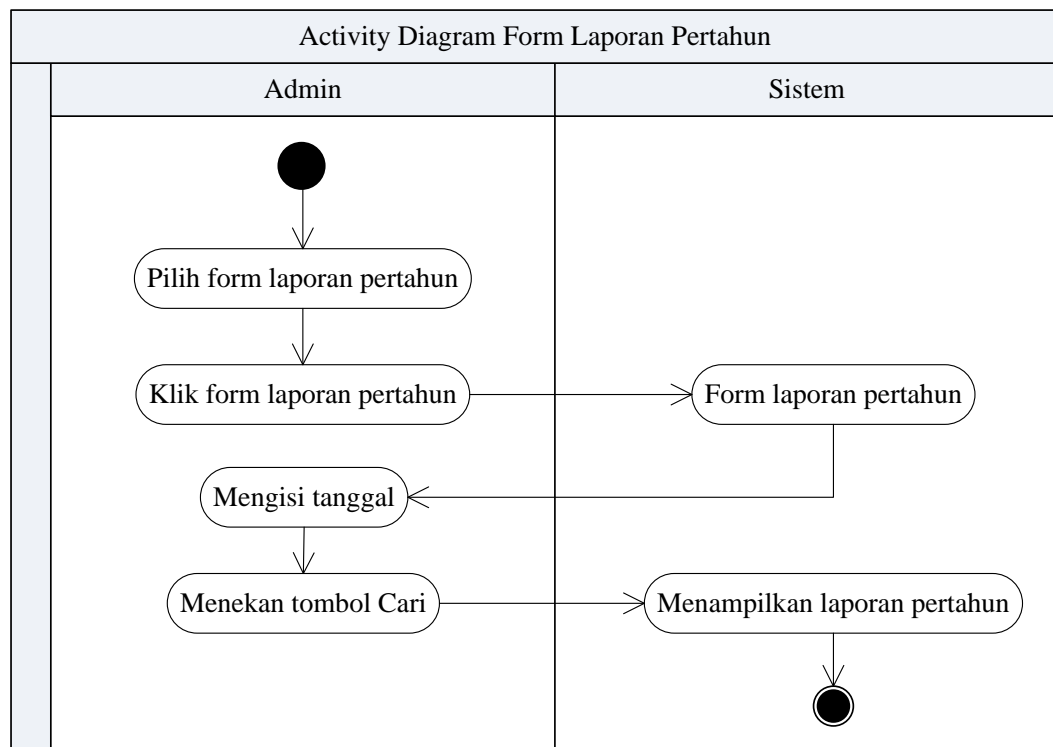 Activity Diagram Form Laporan Pertahun
Admin
Sistem
Pilih form laporan pertahun
Klik form laporan pertahun
Form laporan pertahun
Mengisi tanggal
Menekan tombol Cari
Menampilkan laporan pertahun